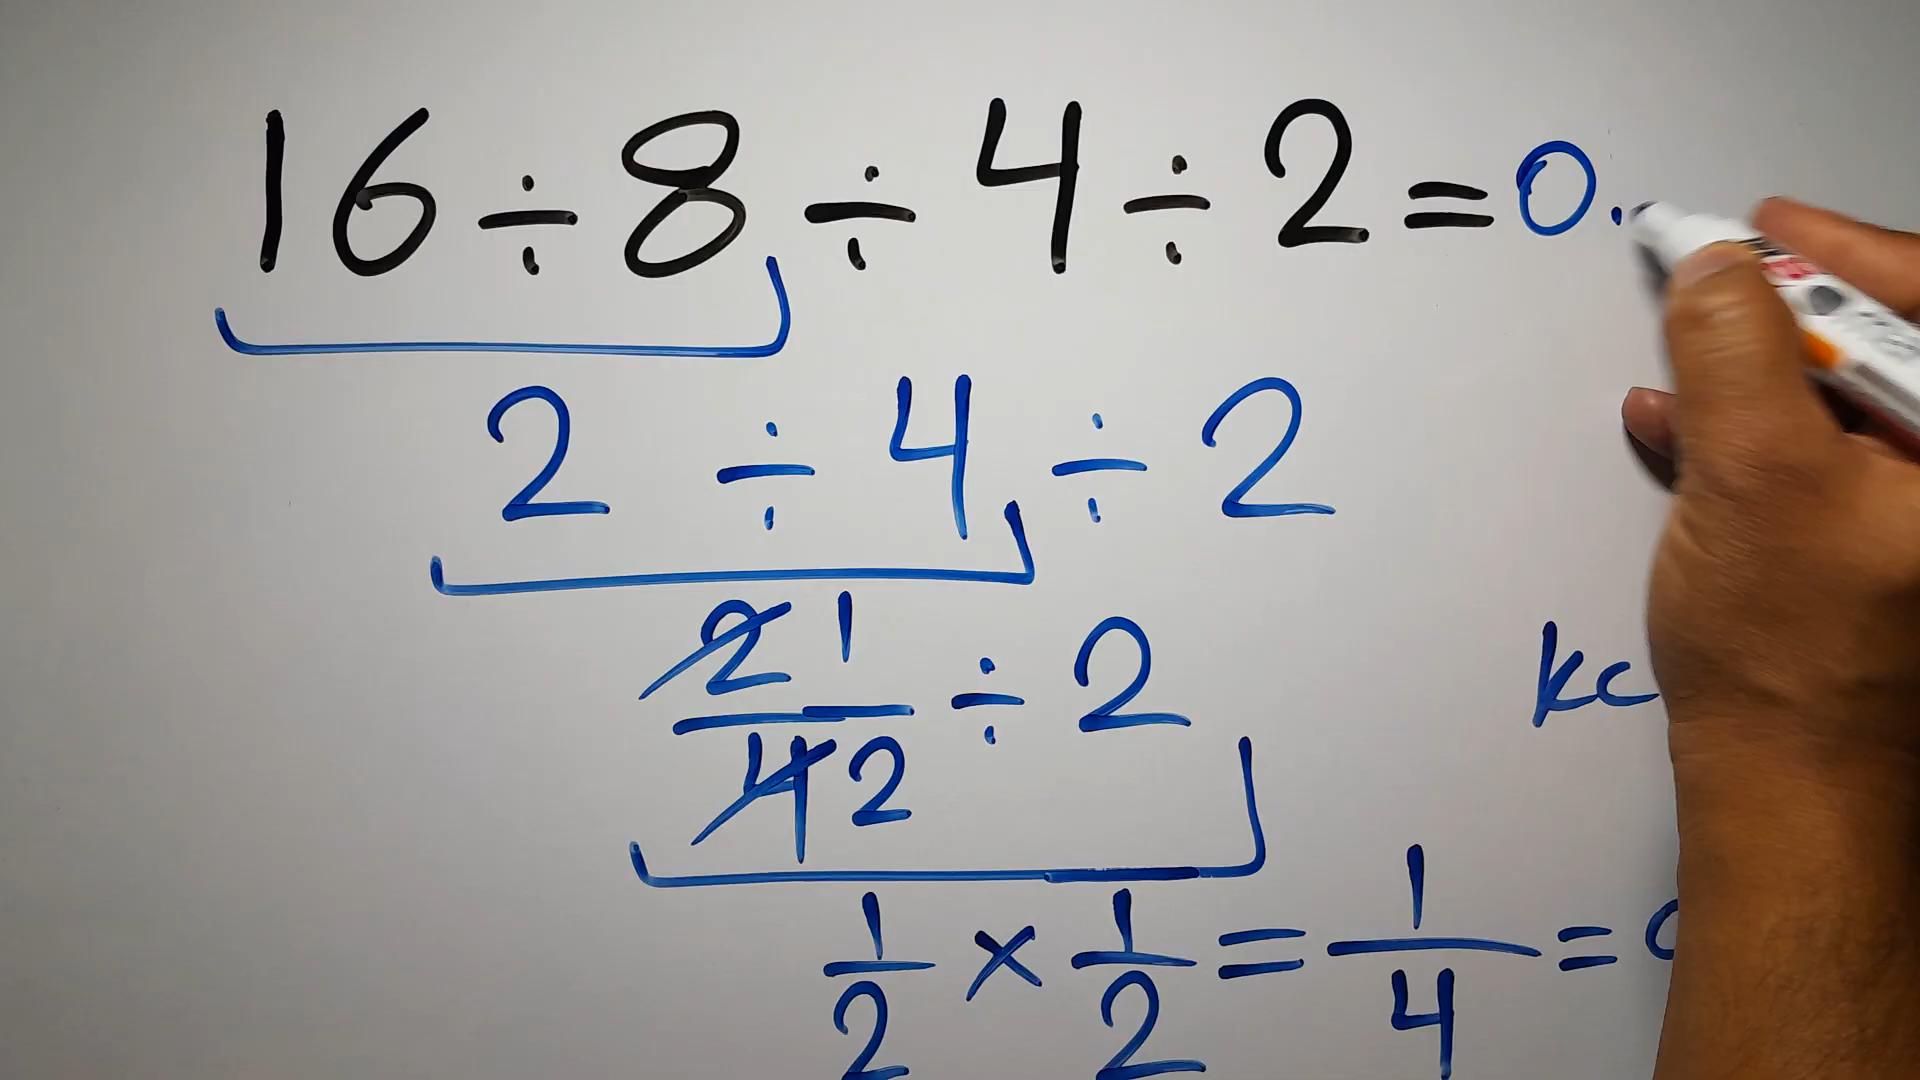 16 ÷ 8 ÷ 4 ÷ 2 = 0.
2 ÷ 4 ÷ 2
2/4 1/2 ÷ 2
kc
1/2 × 1/2 = 1/4 =